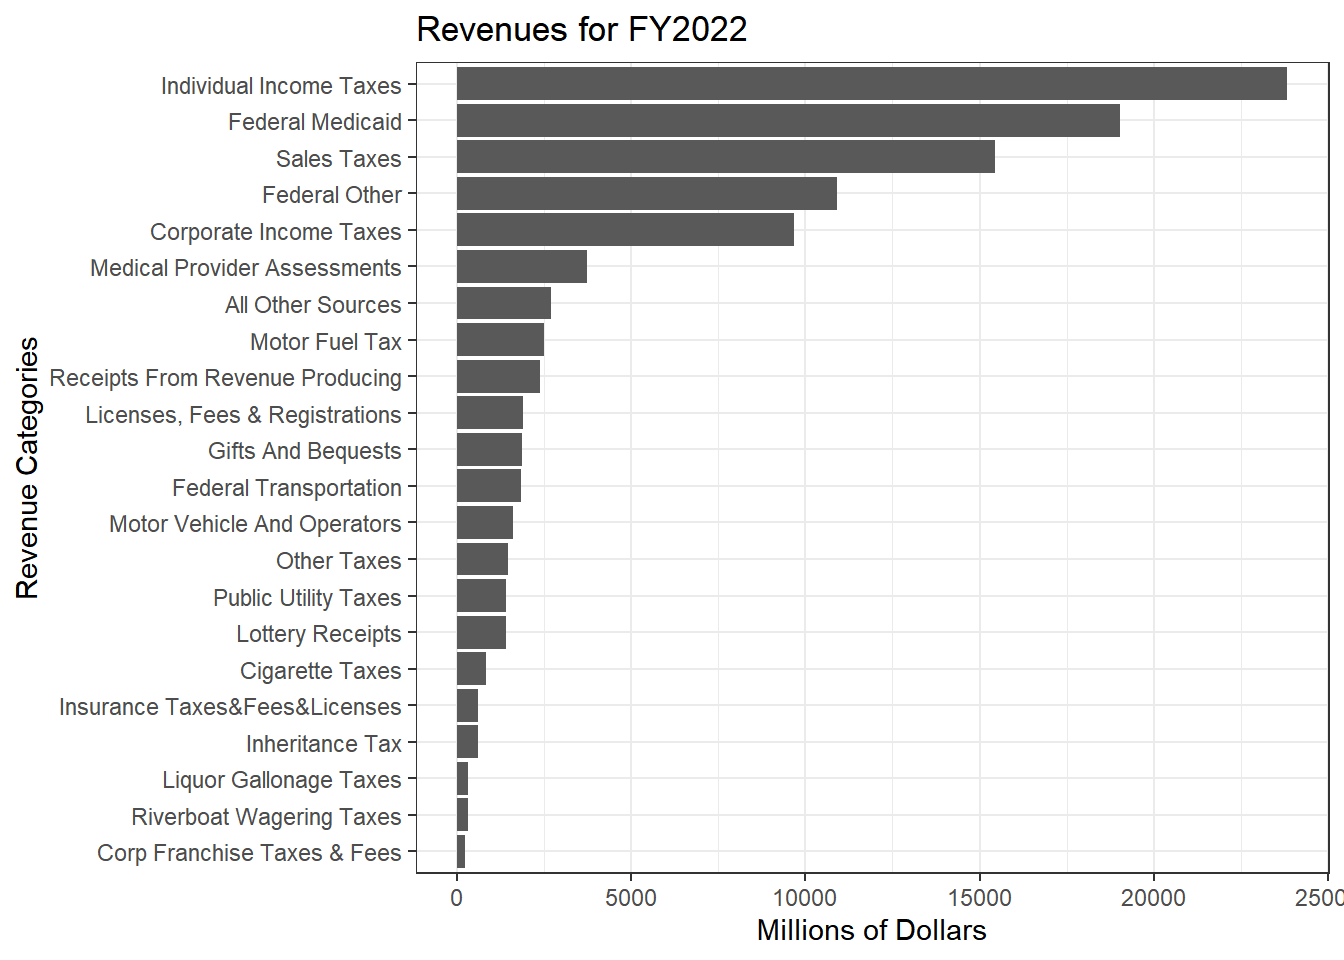 Revenues for FY2022
Individual Income Taxes
Federal Medicaid
Sales Taxes
Federal Other
Corporate Income Taxes
Medical Provider Assessments
All Other Sources
Motor Fuel Tax
Receipts From Revenue Producing
Licenses, Fees & Registrations
Gifts And Bequests
Federal Transportation
Motor Vehicle And Operators
Other Taxes
Public Utility Taxes
Lottery Receipts
Cigarette Taxes
Insurance Taxes&Fees&Licenses
Inheritance Tax
Liquor Gallonage Taxes
Riverboat Wagering Taxes
Corp Franchise Taxes & Fees
Revenue Categories
0 5000 10000 15000 20000 2500
Millions of Dollars